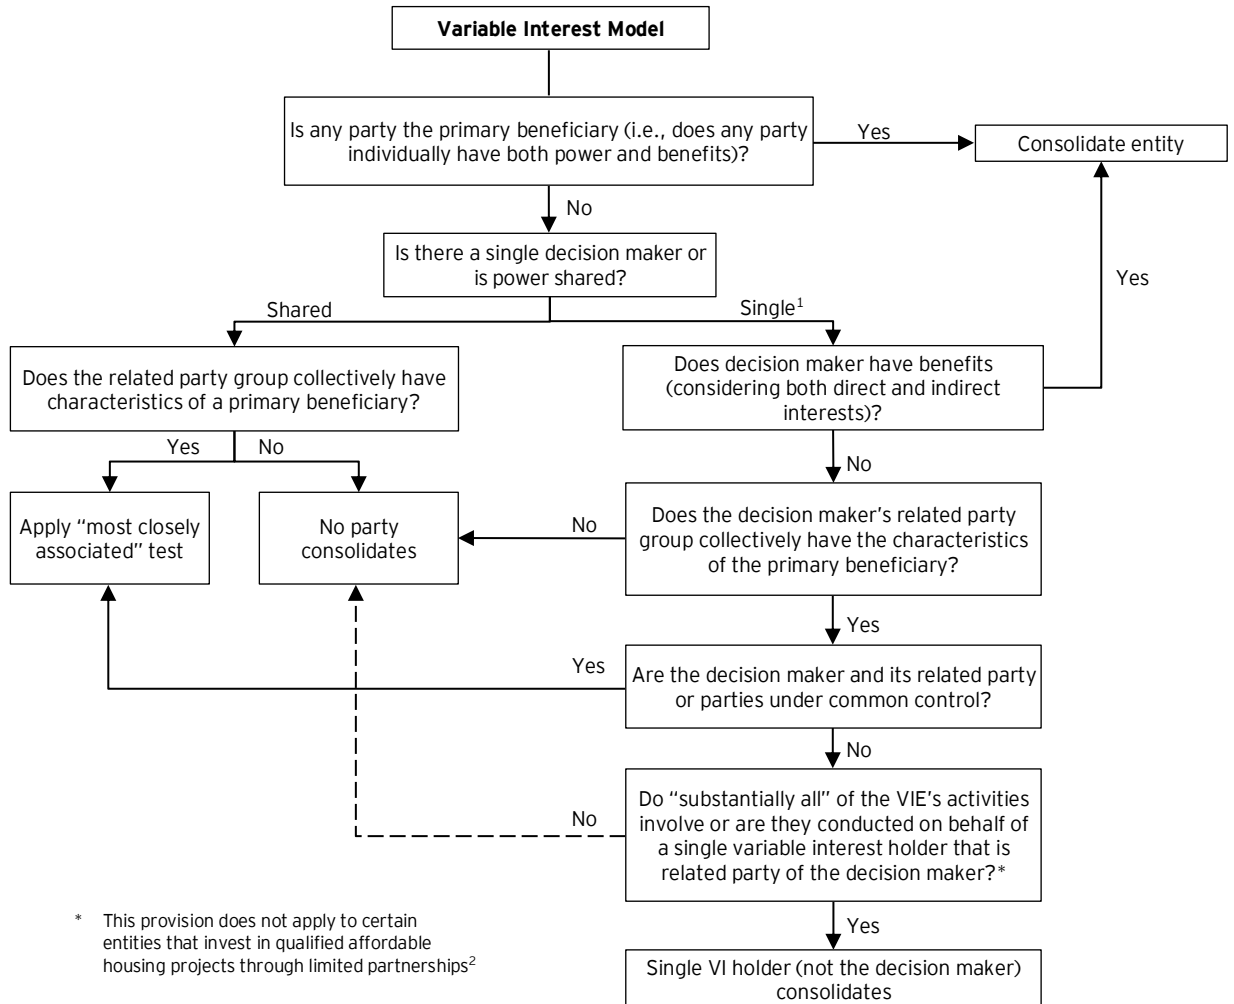 Variable Interest Model
Is any party the primary beneficiary (i.e., does any party
individually have both power and benefits)?
Yes
Consolidate entity
No
Is there a single decision maker or
is power shared?
Yes
Shared
Single¹
Does the related party group collectively have
characteristics of a primary beneficiary?
Does decision maker have benefits
(considering both direct and indirect
interests)?
Yes
No
No
Apply “most closely
associated” test
No party
consolidates
No
Does the decision maker’s related party
group collectively have the characteristics
of the primary beneficiary?
Yes
Yes
Are the decision maker and its related party
or parties under common control?
No
No
Do “substantially all” of the VIE’s activities
involve or are they conducted on behalf of
a single variable interest holder that is
related party of the decision maker?*
* This provision does not apply to certain
entities that invest in qualified affordable
housing projects through limited partnerships²
Yes
Single VI holder (not the decision maker)
consolidates